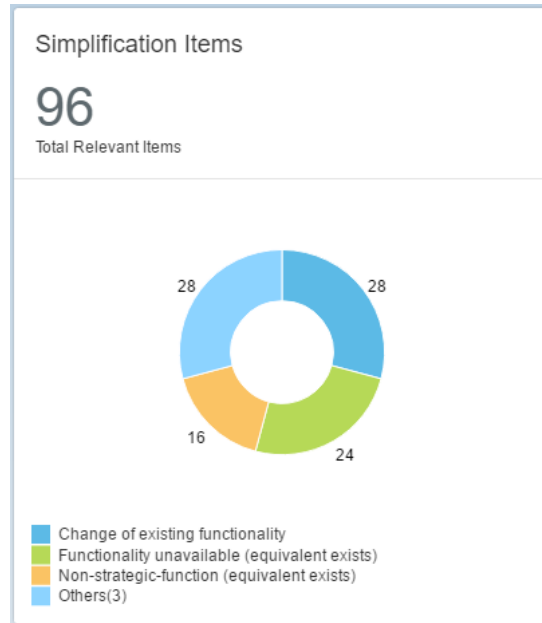 Simplification Items
96
Total Relevant Items
28
28
16
24
Change of existing functionality
Functionality unavailable (equivalent exists)
Non-strategic-function (equivalent exists)
Others(3)